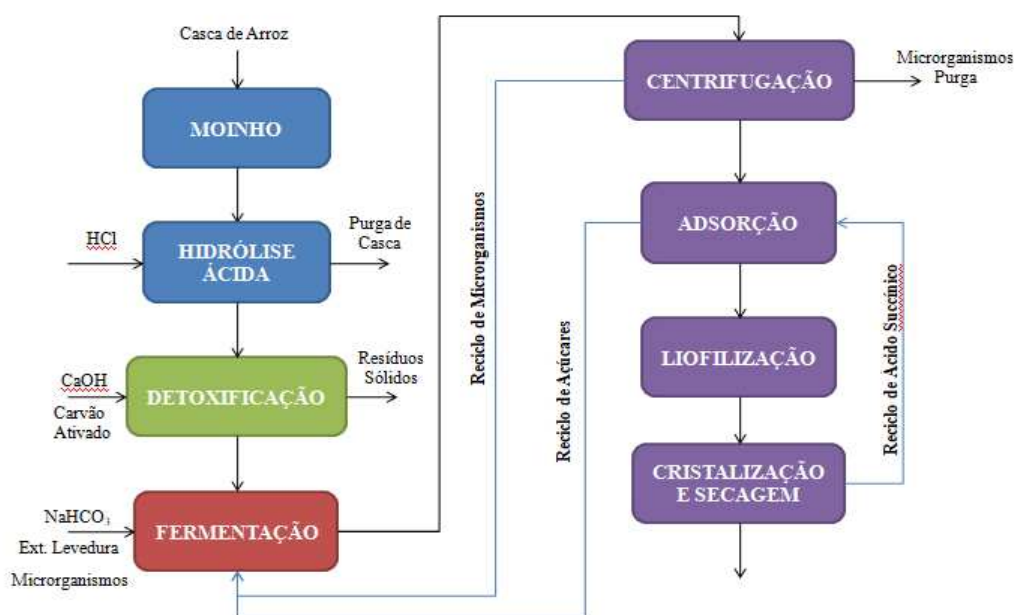 Casca de Arroz
MOINHO
HCl
HIDRÓLISE
ÁCIDA
Purga de
Casca
CaOH
Carvão
Ativado
DETOXIFICAÇÃO
Resíduos
Sólidos
NaHCO₃
Ext. Levedura
Microrganismos
FERMENTAÇÃO
CENTRIFUGAÇÃO
Microrganismos
Purga
Reciclo de Microrganismos
ADSORÇÃO
Reciclo de Açúcares
LIOFILIZAÇÃO
Reciclo de Ácido Succínico
CRISTALIZAÇÃO
E SECAGEM